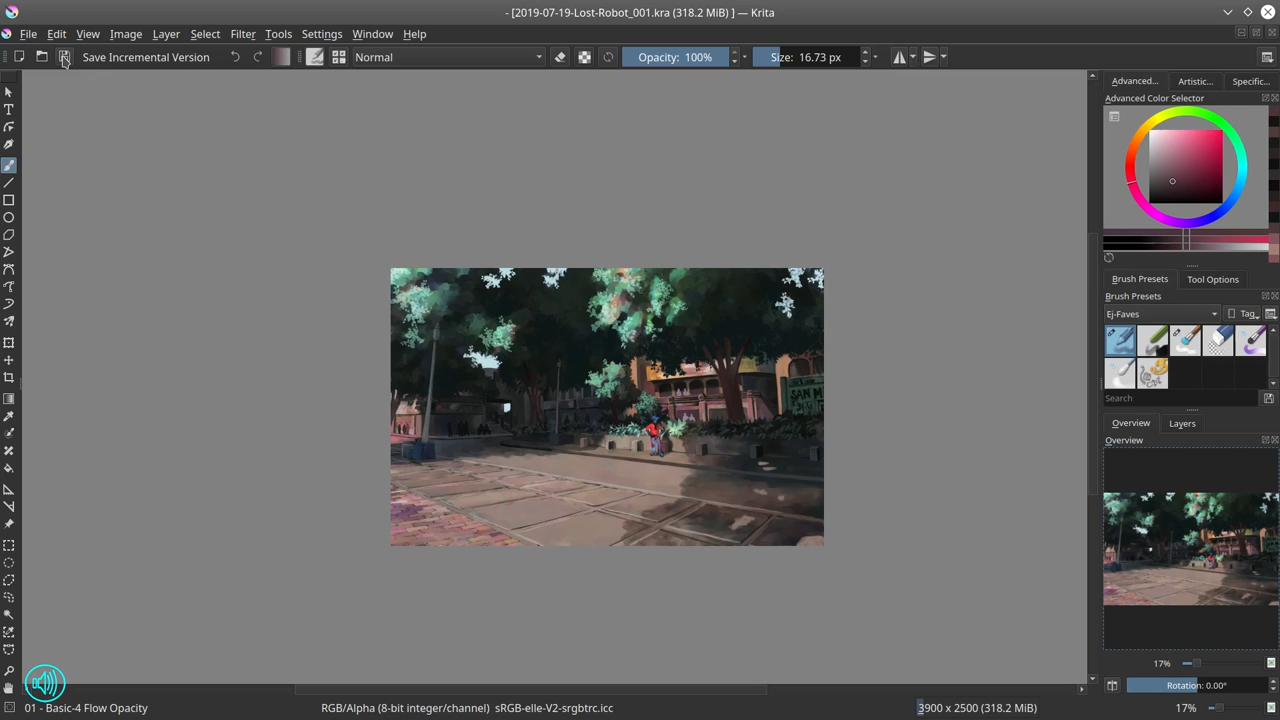 - [2019-07-19-Lost-Robot_001.kra (318.2 MiB) ] — Krita
File Edit View Image Layer Select Filter Tools Settings Window Help
Save Incremental Version Normal Opacity: 100% Size: 16.73 px
Advanced... Artistic... Specific...
Advanced Color Selector
Brush Presets Tool Options
Brush Presets
Ej-Faves Tag
Search
Overview Layers
Overview
SAN M
17%
Rotation: 0.00°
01 - Basic-4 Flow Opacity RGB/Alpha (8-bit integer/channel) sRGB-elle-V2-srgbtrc.icc 3900 x 2500 (318.2 MiB) 17%